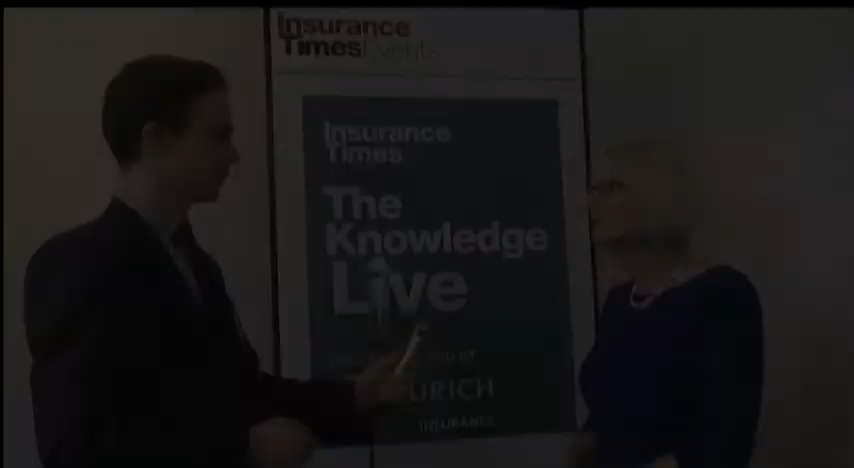 Insurance
Times Events
Insurance
Times
The
Knowledge
Live
URICH
INSURANCE